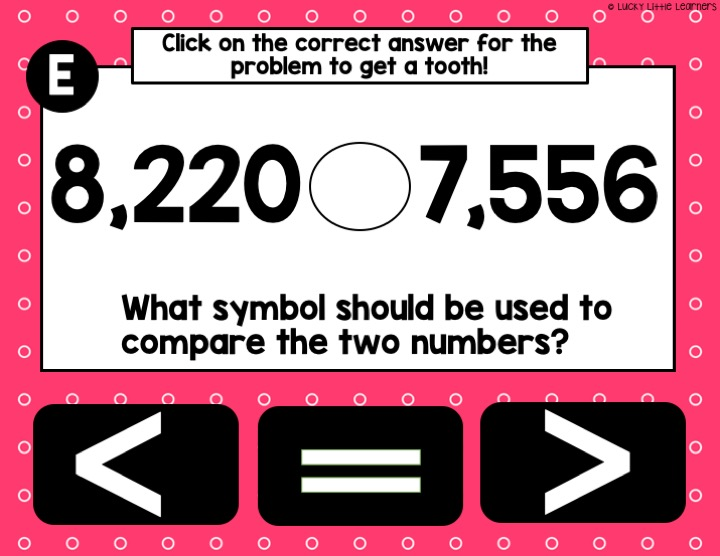 © Lucky Little Learners
Click on the correct answer for the
problem to get a tooth!
E
8,220 7,556
What symbol should be used to
compare the two numbers?
< = >